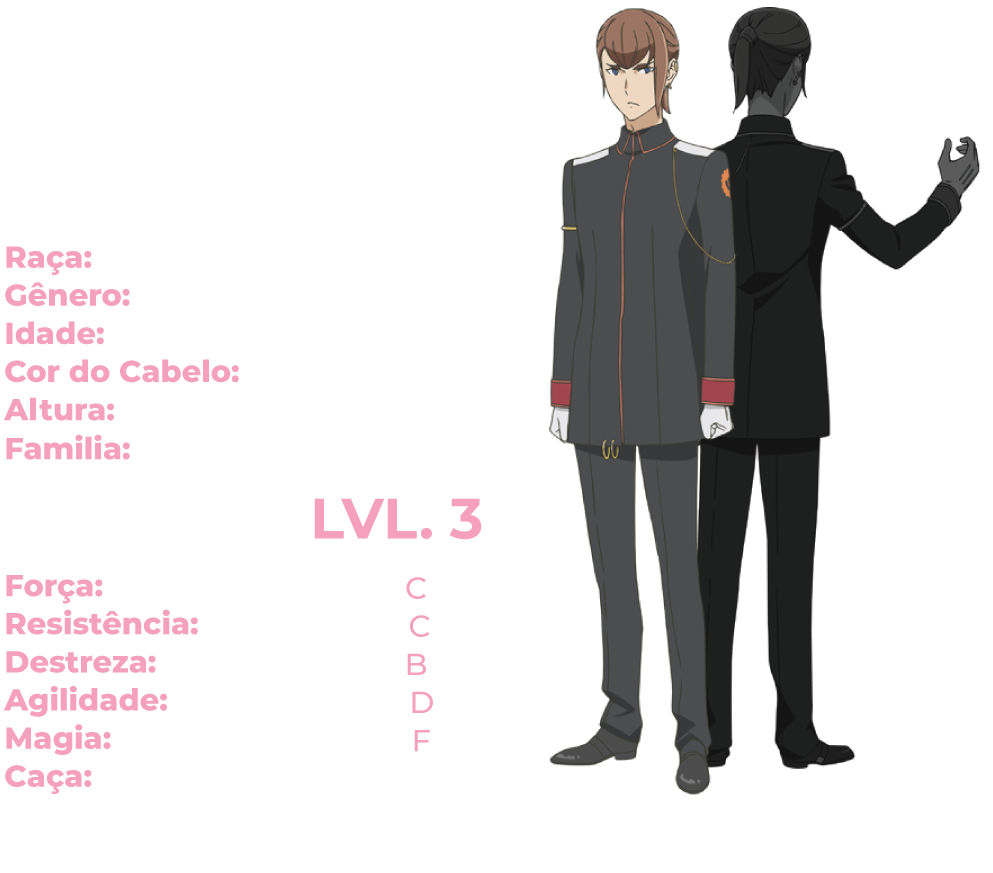 Raça:
Gênero:
Idade:
Cor do Cabelo:
Altura:
Familia:
LVL. 3
Força: C
Resistência: C
Destreza: B
Agilidade: D
Magia: F
Caça: